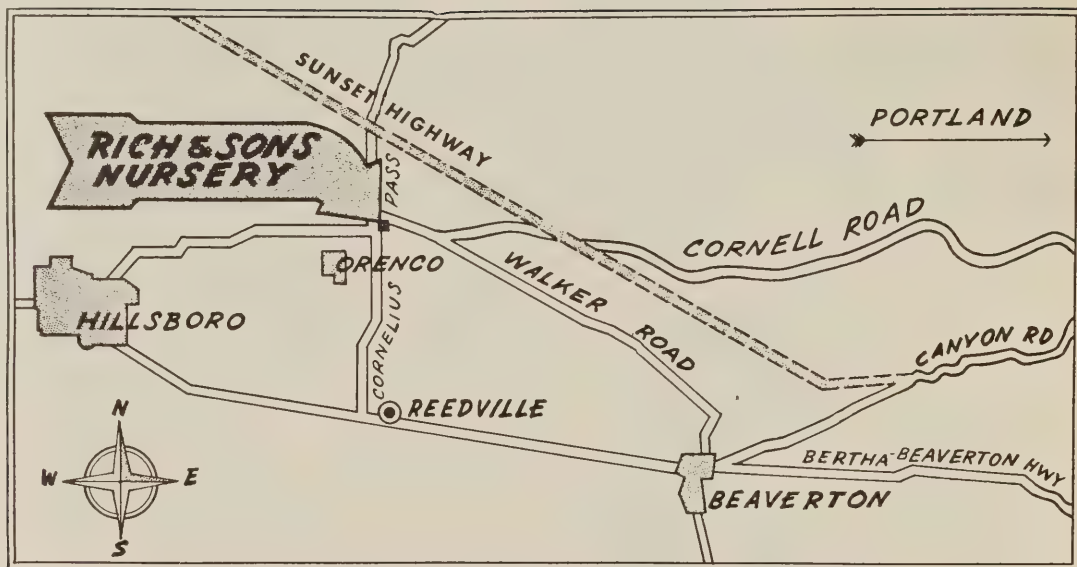 SUNSET HIGHWAY
PORTLAND
RICH & SONS
NURSERY
PASS
CORNELL ROAD
ORENCO
WALKER ROAD
HILLSBORO
CORNELIUS
CANYON RD
REEDVILLE
BERTHA-BEAVERTON HWY
BEAVERTON
N
W
E
S